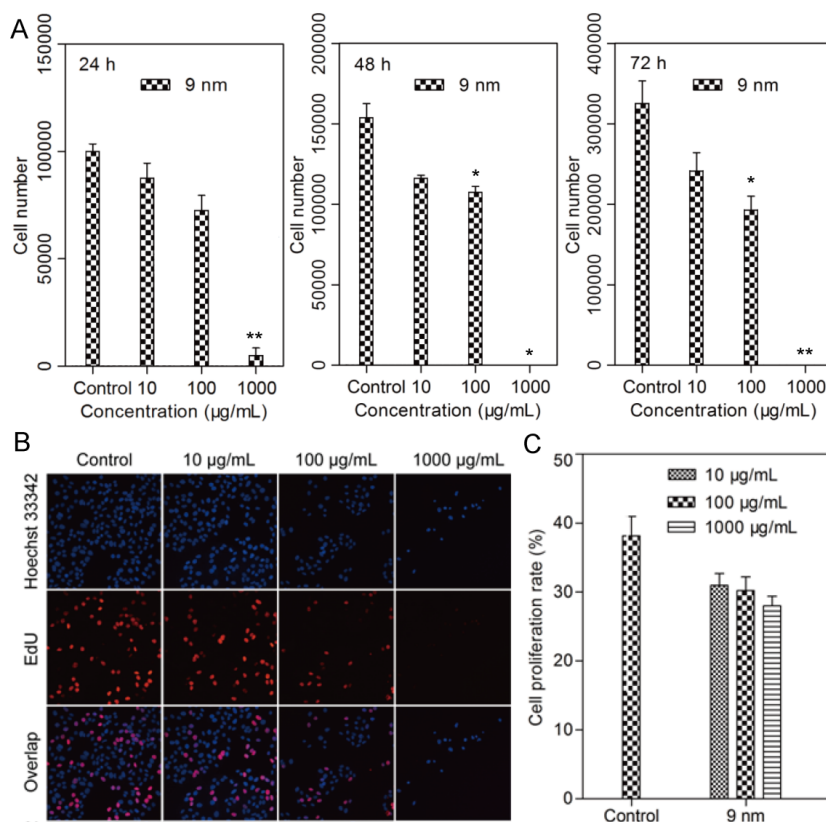 A
24 h
9 nm
Cell number
150000
100000
50000
0
**
Control 10 100 1000
Concentration (µg/mL)
48 h
9 nm
Cell number
200000
150000
100000
50000
0
*
*
Control 10 100 1000
Concentration (µg/mL)
72 h
9 nm
Cell number
400000
300000
200000
100000
0
*
**
Control 10 100 1000
Concentration (µg/mL)
B
Control 10 µg/mL 100 µg/mL 1000 µg/mL
Hoechst 33342
EdU
Overlap
C
10 µg/mL
100 µg/mL
1000 µg/mL
Cell proliferation rate (%)
50
40
30
20
10
0
Control 9 nm